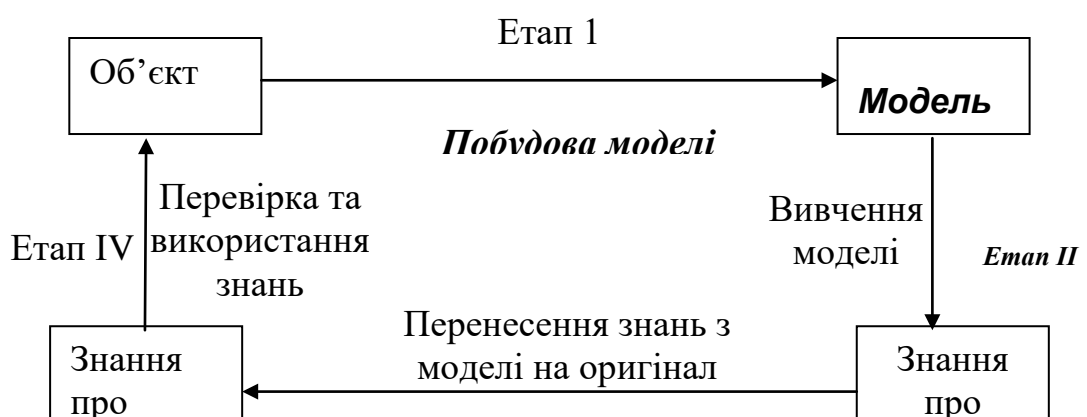 Етап 1
Об’єкт
Модель
Побудова моделі
Перевірка та
використання
знань
Етап IV
Вивчення
моделі
Етап II
Перенесення знань з
моделі на оригінал
Знання
про
Знання
про